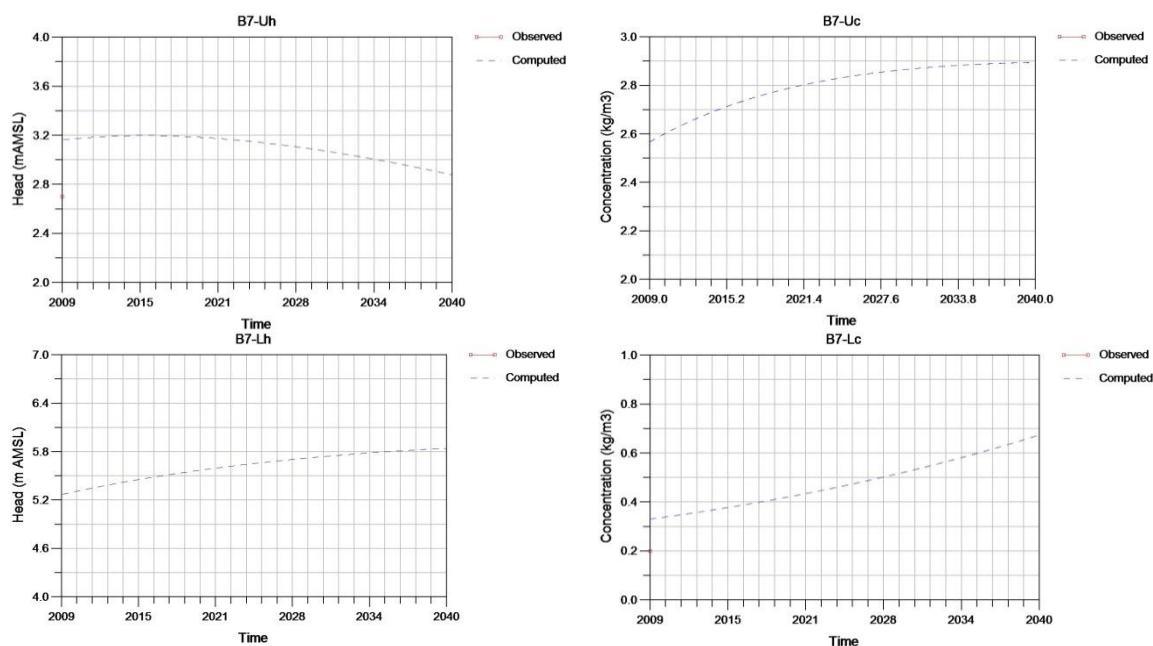 B7-Uh
4.0
3.6
3.2
2.8
2.4
2.0
Head (mAMSL)
2009 2015 2021 2028 2034 2040
Time
Observed
Computed
B7-Uc
3.0
2.8
2.6
2.4
2.2
2.0
Concentration (kg/m3)
2009.0 2015.2 2021.4 2027.6 2033.8 2040.0
Time
Observed
Computed
B7-Lh
7.0
6.4
5.8
5.2
4.6
4.0
Head (m AMSL)
2009 2015 2021 2028 2034 2040
Time
Observed
Computed
B7-Lc
1.0
0.8
0.6
0.4
0.2
0.0
Concentration (kg/m3)
2009 2015 2021 2028 2034 2040
Time
Observed
Computed